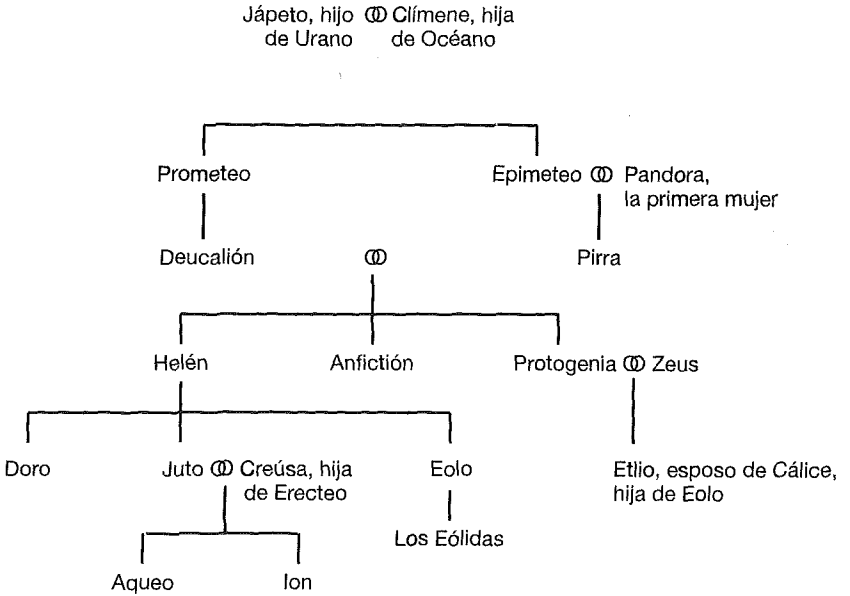 Jápeto, hijo ⚭ Clímene, hija
de Urano de Océano
Prometeo Epimeteo ⚭ Pandora,
la primera mujer
Deucalión ⚭ Pirra
Helén Anfictión Protogenia ⚭ Zeus
Doro Juto ⚭ Creúsa, hija Eolo Etlio, esposo de Cálice,
de Erecteo hija de Eolo
Los Eólidas
Aqueo Ion